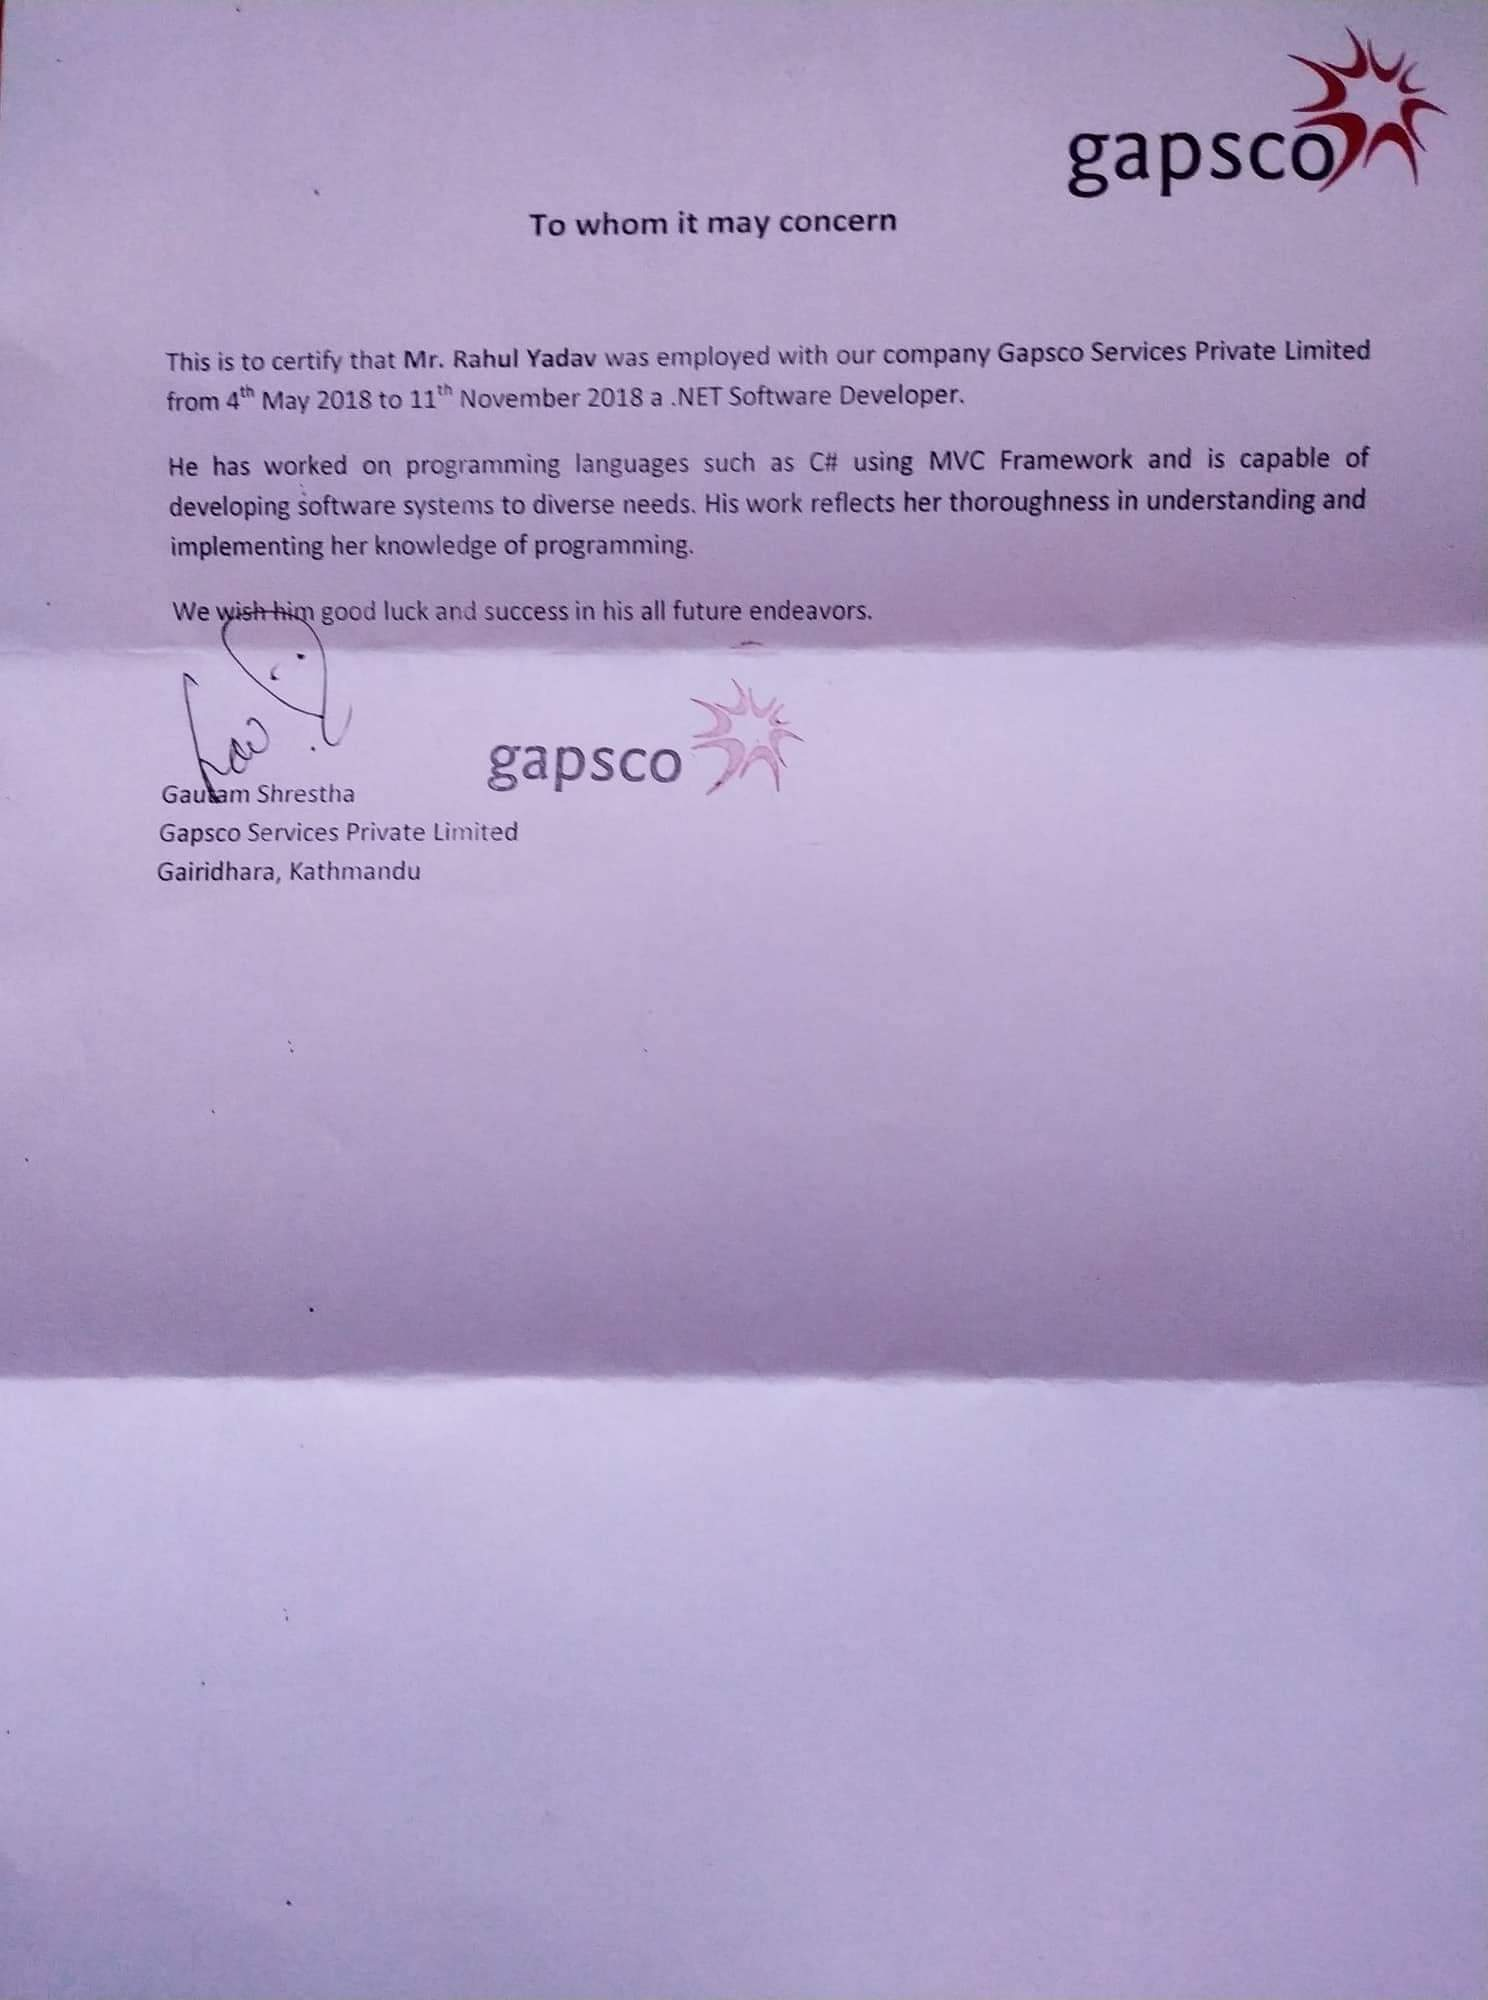 gapsco
To whom it may concern
This is to certify that Mr. Rahul Yadav was employed with our company Gapsco Services Private Limited
from 4th May 2018 to 11th November 2018 a .NET Software Developer.
He has worked on programming languages such as C# using MVC Framework and is capable of
developing software systems to diverse needs. His work reflects her thoroughness in understanding and
implementing her knowledge of programming.
We wish him good luck and success in his all future endeavors.
gapsco
Gautam Shrestha
Gapsco Services Private Limited
Gairidhara, Kathmandu